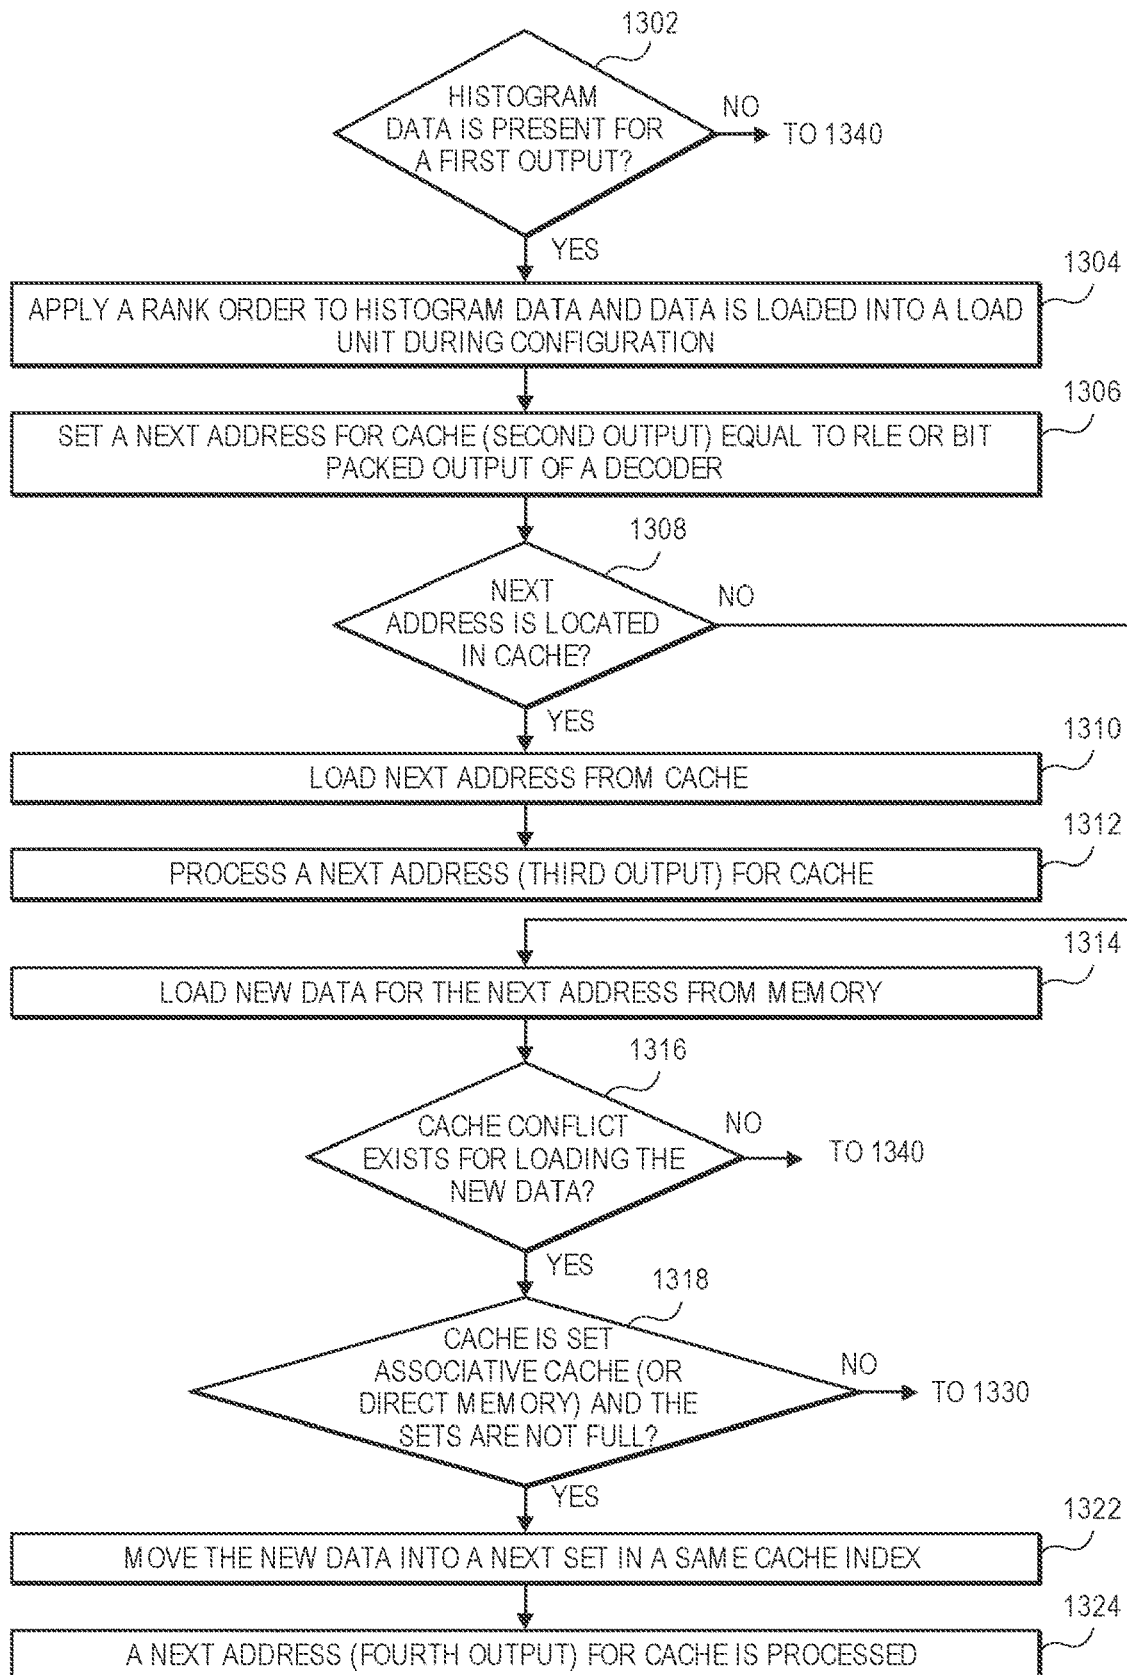 1302
HISTOGRAM
DATA IS PRESENT FOR
A FIRST OUTPUT?
NO
TO 1340
YES
1304
APPLY A RANK ORDER TO HISTOGRAM DATA AND DATA IS LOADED INTO A LOAD
UNIT DURING CONFIGURATION
1306
SET A NEXT ADDRESS FOR CACHE (SECOND OUTPUT) EQUAL TO RLE OR BIT
PACKED OUTPUT OF A DECODER
1308
NEXT
ADDRESS IS LOCATED
IN CACHE?
NO
YES
1310
LOAD NEXT ADDRESS FROM CACHE
1312
PROCESS A NEXT ADDRESS (THIRD OUTPUT) FOR CACHE
1314
LOAD NEW DATA FOR THE NEXT ADDRESS FROM MEMORY
1316
CACHE CONFLICT
EXISTS FOR LOADING THE
NEW DATA?
NO
TO 1340
YES
1318
CACHE IS SET
ASSOCIATIVE CACHE (OR
DIRECT MEMORY) AND THE
SETS ARE NOT FULL?
NO
TO 1330
YES
1322
MOVE THE NEW DATA INTO A NEXT SET IN A SAME CACHE INDEX
1324
A NEXT ADDRESS (FOURTH OUTPUT) FOR CACHE IS PROCESSED